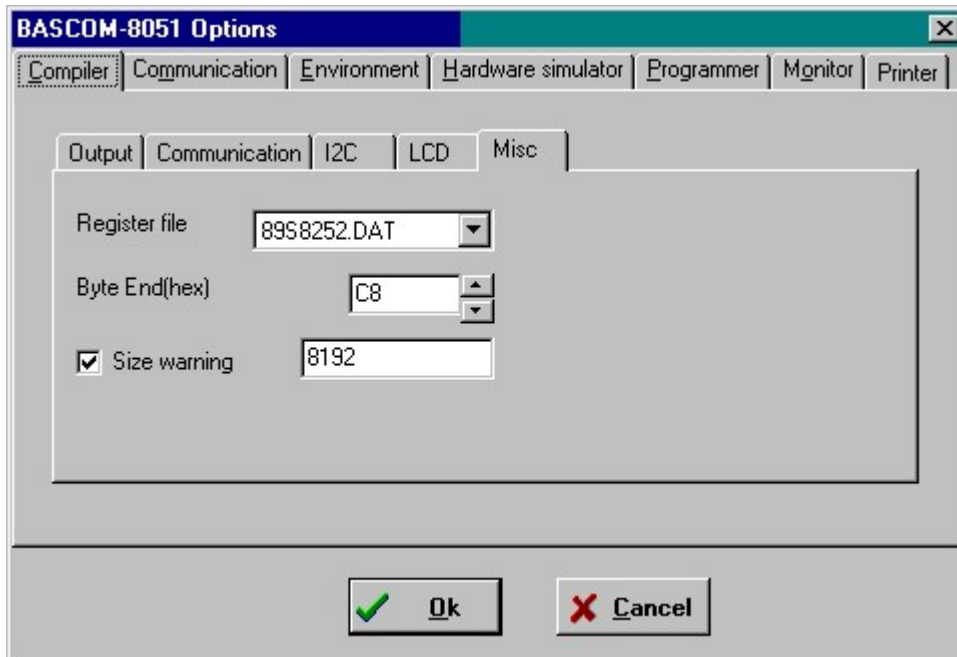 BASCOM-8051 Options
Compiler Communication Environment Hardware simulator Programmer Monitor Printer
Output Communication I2C LCD Misc
Register file 89S8252.DAT
Byte End(hex) C8
Size warning 8192
Ok Cancel